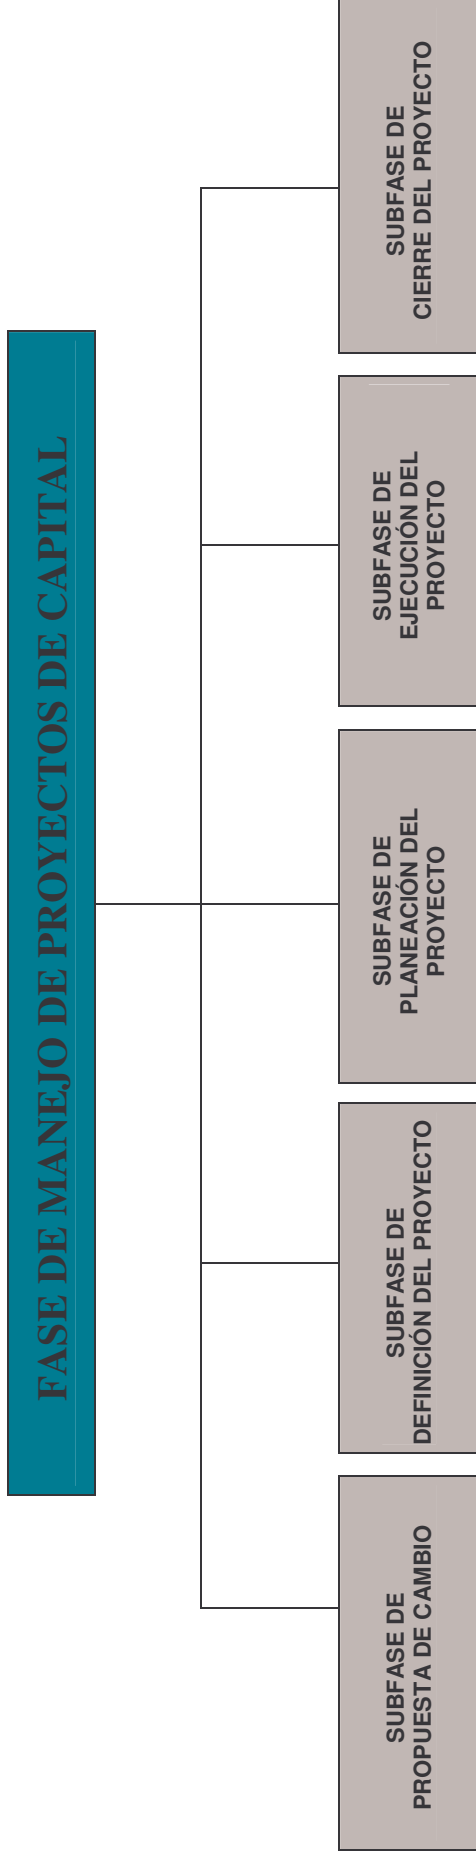 FASE DE MANEJO DE PROYECTOS DE CAPITAL
SUBFASE DE
PROPUESTA DE CAMBIO
SUBFASE DE
DEFINICIÓN DEL PROYECTO
SUBFASE DE
PLANEACIÓN DEL
PROYECTO
SUBFASE DE
EJECUCIÓN DEL
PROYECTO
SUBFASE DE
CIERRE DEL PROYECTO